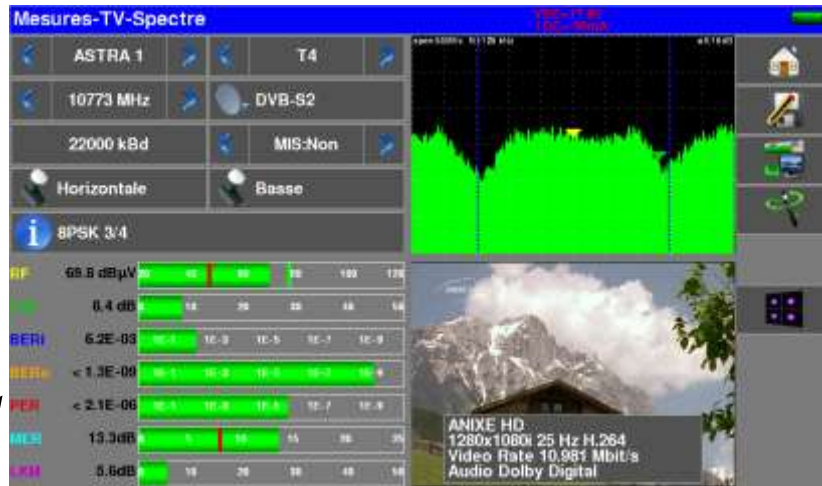 Mesures-TV-Spectre
ASTRA 1
T4
10773 MHz
DVB-S2
22000 kBd
MIS:Non
Horizontale
Basse
8PSK 3/4
RF 69.8 dBµV
6.4 dB
BERi 6.2E-03
< 1.3E-09
PER < 2.1E-06
MER 13.3dB
LKM 5.6dB
ANIXE HD
1280x1080i 25 Hz H.264
Video Rate 10.981 Mbit/s
Audio Dolby Digital